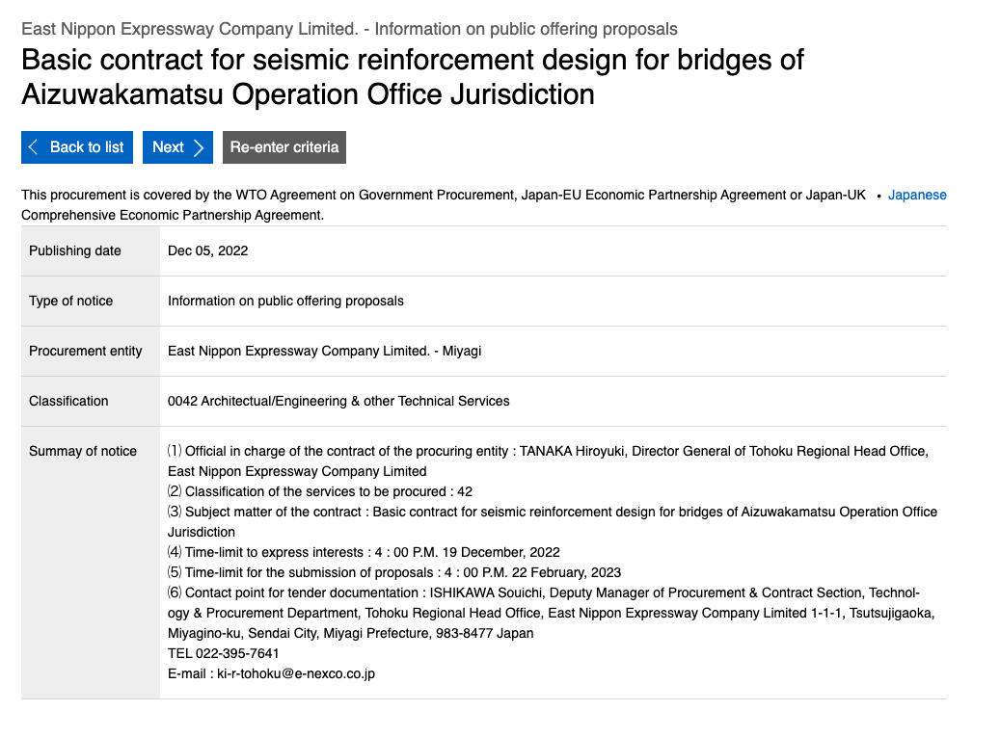 East Nippon Expressway Company Limited. - Information on public offering proposals
Basic contract for seismic reinforcement design for bridges of
Aizuwakamatsu Operation Office Jurisdiction
Back to list
Next
Re-enter criteria
This procurement is covered by the WTO Agreement on Government Procurement, Japan-EU Economic Partnership Agreement or Japan-UK
Comprehensive Economic Partnership Agreement.
• Japanese
Publishing date
Dec 05, 2022
Type of notice
Information on public offering proposals
Procurement entity
East Nippon Expressway Company Limited. - Miyagi
Classification
0042 Architectual/Engineering & other Technical Services
Summay of notice
⑴ Official in charge of the contract of the procuring entity : TANAKA Hiroyuki, Director General of Tohoku Regional Head Office,
East Nippon Expressway Company Limited
⑵ Classification of the services to be procured : 42
⑶ Subject matter of the contract : Basic contract for seismic reinforcement design for bridges of Aizuwakamatsu Operation Office
Jurisdiction
⑷ Time-limit to express interests : 4 : 00 P.M. 19 December, 2022
⑸ Time-limit for the submission of proposals : 4 : 00 P.M. 22 February, 2023
⑹ Contact point for tender documentation : ISHIKAWA Souichi, Deputy Manager of Procurement & Contract Section, Technol-
ogy & Procurement Department, Tohoku Regional Head Office, East Nippon Expressway Company Limited 1-1-1, Tsutsujigaoka,
Miyagino-ku, Sendai City, Miyagi Prefecture, 983-8477 Japan
TEL 022-395-7641
E-mail : ki-r-tohoku@e-nexco.co.jp